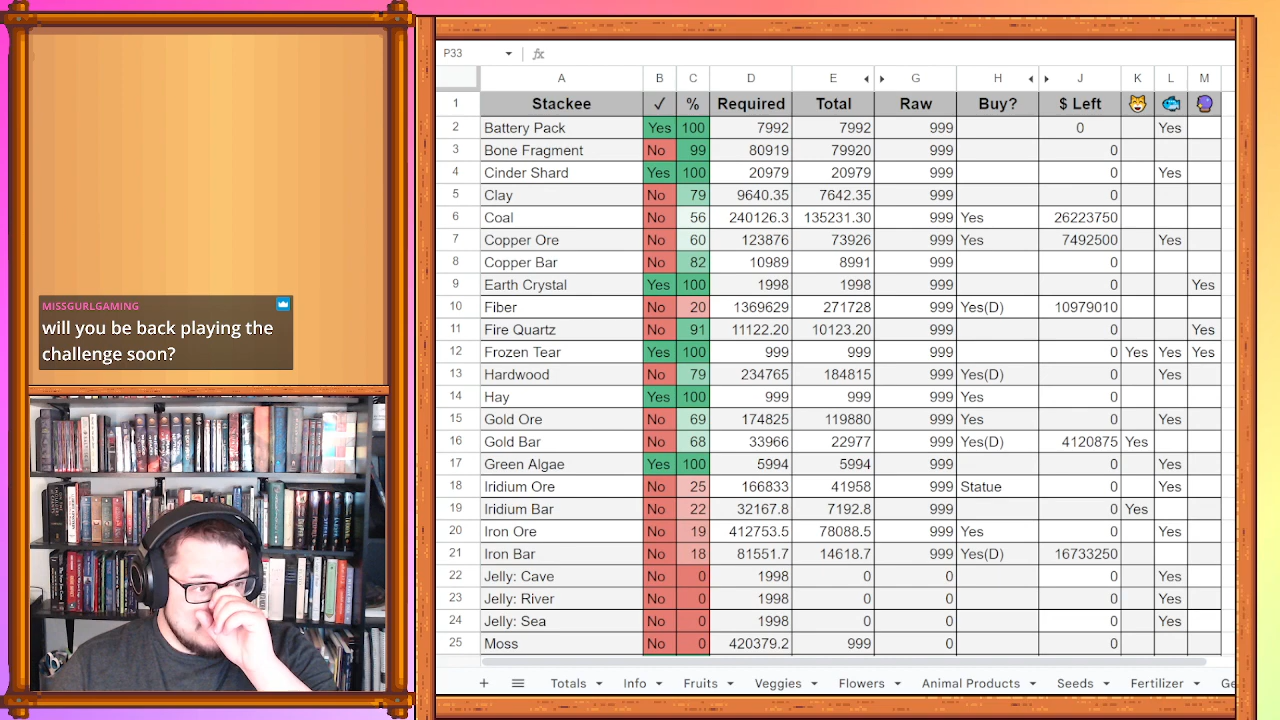 MISSGURLGAMING
will you be back playing the
challenge soon?
P33 fx
A B C D E G H J K L M
1 Stackee ✓ % Required Total Raw Buy? $ Left
2 Battery Pack Yes 100 7992 7992 999 0 Yes
3 Bone Fragment No 99 80919 79920 999 0
4 Cinder Shard Yes 100 20979 20979 999 0 Yes
5 Clay No 79 9640.35 7642.35 999 0
6 Coal No 56 240126.3 135231.30 999 Yes 26223750
7 Copper Ore No 60 123876 73926 999 Yes 7492500 Yes
8 Copper Bar No 82 10989 8991 999 0
9 Earth Crystal Yes 100 1998 1998 999 0 Yes
10 Fiber No 20 1369629 271728 999 Yes(D) 10979010
11 Fire Quartz No 91 11122.20 10123.20 999 0 Yes
12 Frozen Tear Yes 100 999 999 999 0 Yes Yes Yes
13 Hardwood No 79 234765 184815 999 Yes(D) 0 Yes
14 Hay Yes 100 999 999 999 Yes 0
15 Gold Ore No 69 174825 119880 999 Yes 0 Yes
16 Gold Bar No 68 33966 22977 999 Yes(D) 4120875 Yes
17 Green Algae Yes 100 5994 5994 999 0 Yes
18 Iridium Ore No 25 166833 41958 999 Statue 0 Yes
19 Iridium Bar No 22 32167.8 7192.8 999 0 Yes
20 Iron Ore No 19 412753.5 78088.5 999 Yes 0 Yes
21 Iron Bar No 18 81551.7 14618.7 999 Yes(D) 16733250
22 Jelly: Cave No 0 1998 0 0 0 Yes
23 Jelly: River No 0 1998 0 0 0 Yes
24 Jelly: Sea No 0 1998 0 0 0 Yes
25 Moss No 0 420379.2 999 0 0
+ Totals Info Fruits Veggies Flowers Animal Products Seeds Fertilizer Ge